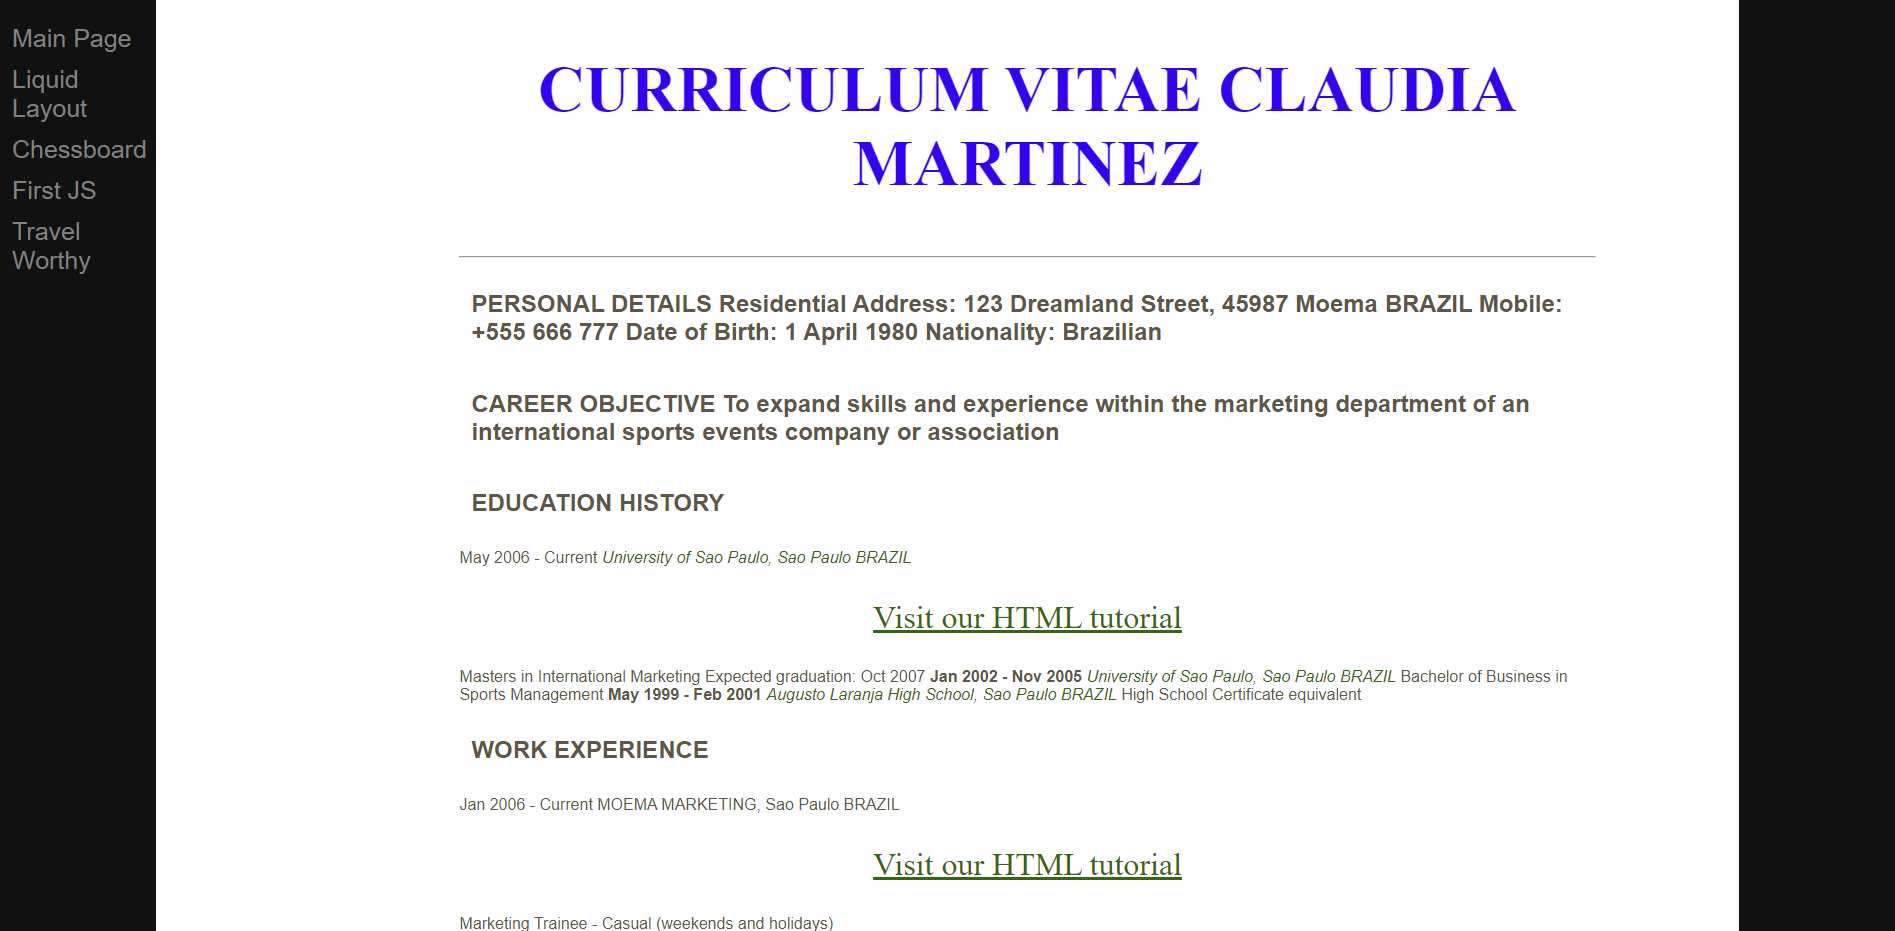 Main Page
Liquid
Layout
Chessboard
First JS
Travel
Worthy
CURRICULUM VITAE CLAUDIA
MARTINEZ
PERSONAL DETAILS Residential Address: 123 Dreamland Street, 45987 Moema BRAZIL Mobile:
+555 666 777 Date of Birth: 1 April 1980 Nationality: Brazilian
CAREER OBJECTIVE To expand skills and experience within the marketing department of an
international sports events company or association
EDUCATION HISTORY
May 2006 - Current University of Sao Paulo, Sao Paulo BRAZIL
Visit our HTML tutorial
Masters in International Marketing Expected graduation: Oct 2007 Jan 2002 - Nov 2005 University of Sao Paulo, Sao Paulo BRAZIL Bachelor of Business in
Sports Management May 1999 - Feb 2001 Augusto Laranja High School, Sao Paulo BRAZIL High School Certificate equivalent
WORK EXPERIENCE
Jan 2006 - Current MOEMA MARKETING, Sao Paulo BRAZIL
Visit our HTML tutorial
Marketing Trainee - Casual (weekends and holidays)